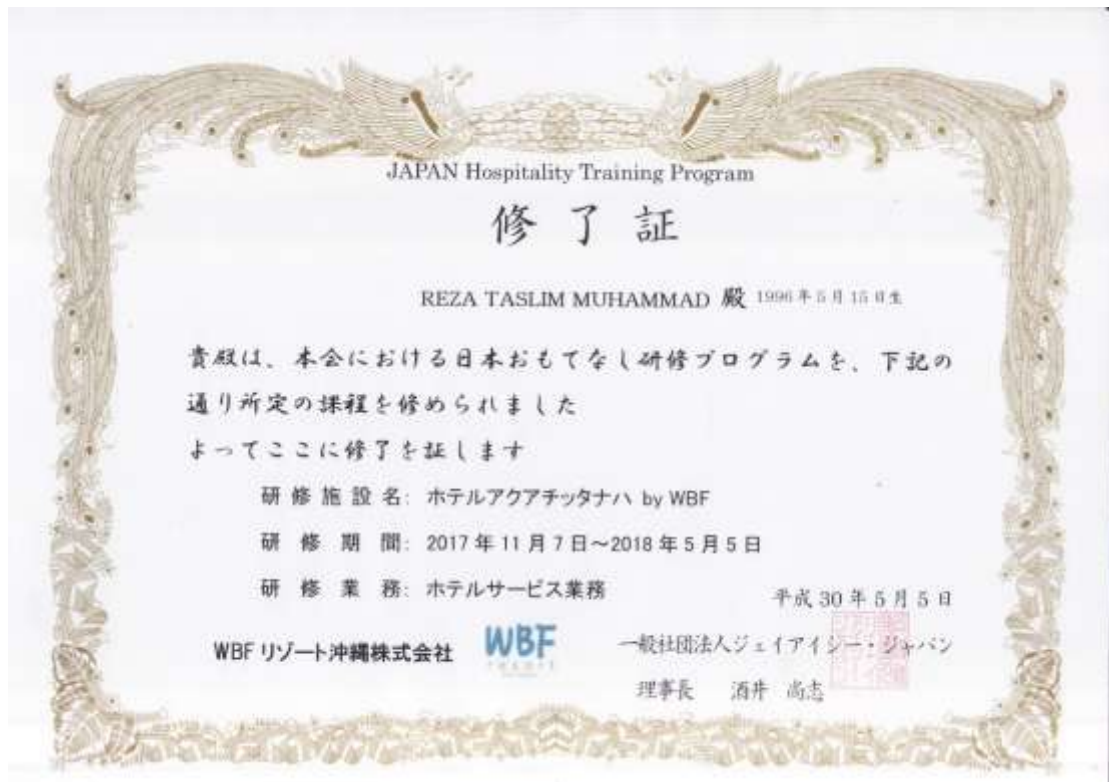 JAPAN Hospitality Training Program
修了証
REZA TASLIM MUHAMMAD 殿 1996年5月15日生
貴殿は、本会における日本おもてなし研修プログラムを、下記の
通り所定の課程を修められました
よってここに修了を証します
研修施設名: ホテルアクアチッタナハ by WBF
研修期間: 2017年11月7日～2018年5月5日
研修業務: ホテルサービス業務
平成30年5月5日
WBFリゾート沖縄株式会社
WBF
一般社団法人ジェイアイシー・ジャパン
理事長 酒井 尚志